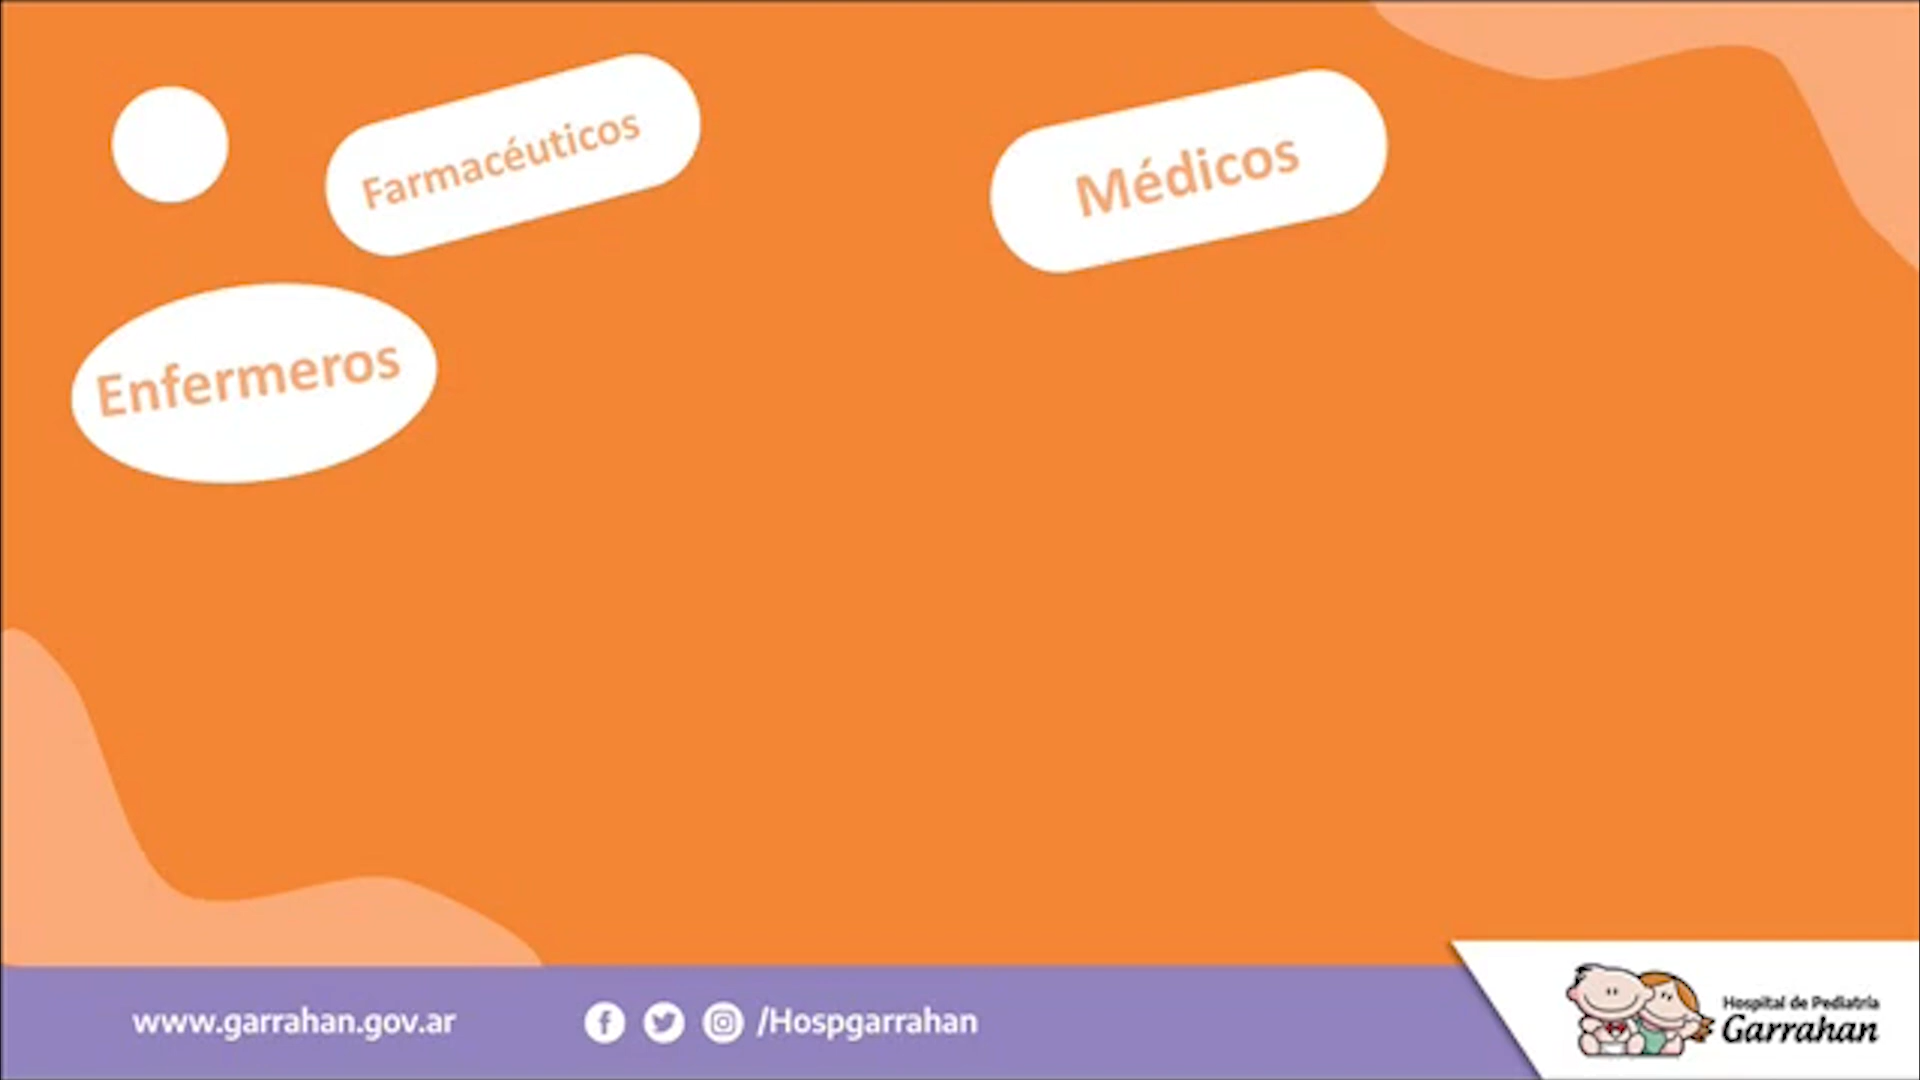 Farmacéuticos
Médicos
Enfermeros
www.garrahan.gov.ar
/Hospgarrahan
Hospital de Pediatría
Garrahan